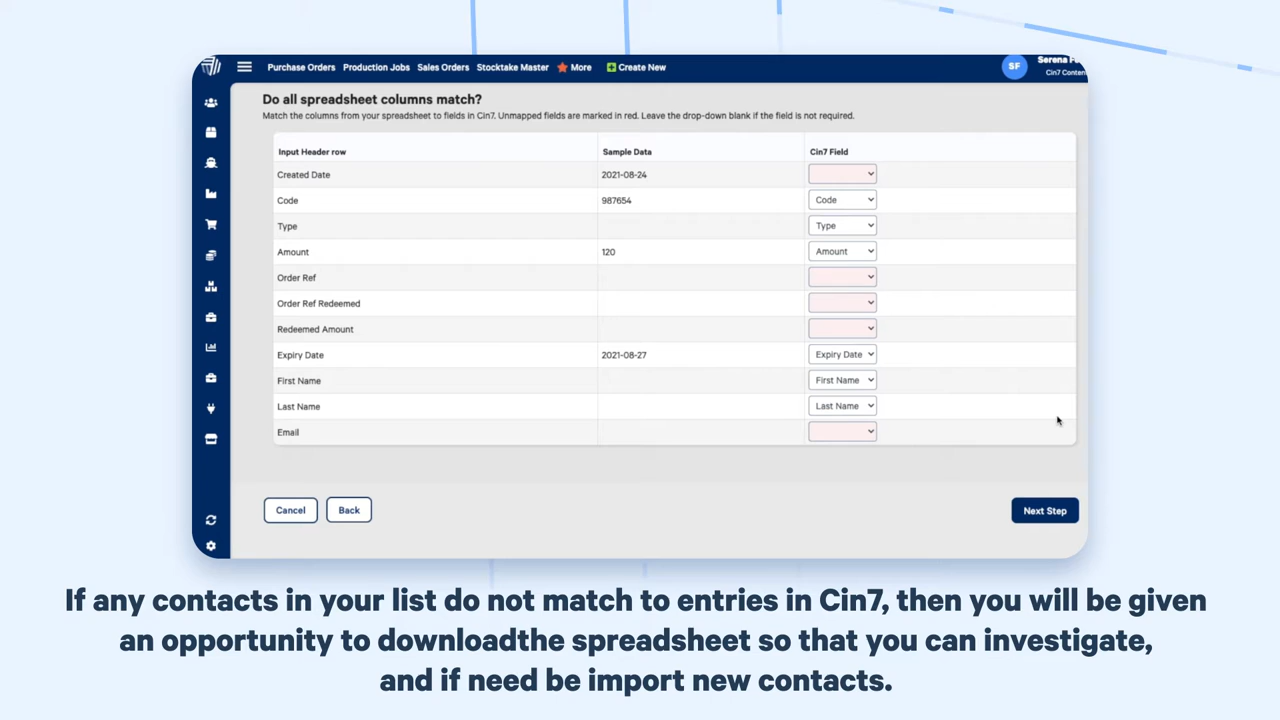 Purchase Orders Production Jobs Sales Orders Stocktake Master More Create New SF Serena
Cin7 Conten
Do all spreadsheet columns match?
Match the columns from your spreadsheet to fields in Cin7. Unmapped fields are marked in red. Leave the drop-down blank if the field is not required.
Input Header row Sample Data Cin7 Field
Created Date 2021-08-24
Code 987654 Code
Type Type
Amount 120 Amount
Order Ref
Order Ref Redeemed
Redeemed Amount
Expiry Date 2021-08-27 Expiry Date
First Name First Name
Last Name Last Name
Email
Cancel Back Next Step
If any contacts in your list do not match to entries in Cin7, then you will be given
an opportunity to downloadthe spreadsheet so that you can investigate,
and if need be import new contacts.